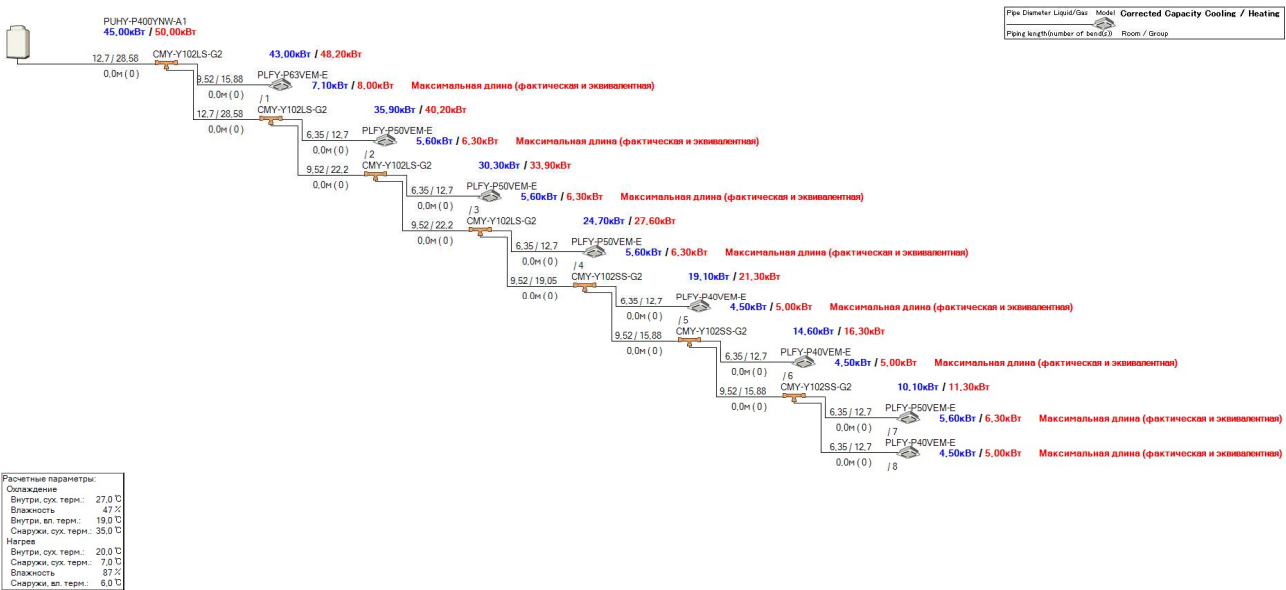 PUHY-P400YNW-A1
45,00кВт / 50,00кВт
Pipe Diameter Liquid/Gas Model Corrected Capacity Cooling / Heating
Piping length(number of bend(s)) Room / Group
12,7 / 28,58 CMY-Y102LS-G2 43,00кВт / 48,20кВт
0,0м ( 0 )
9,52 / 15,88 PLFY-P63VEM-E
7,10кВт / 8,00кВт Максимальная длина (фактическая и эквивалентная)
0,0м ( 0 )
/ 1
12,7 / 28,58 CMY-Y102LS-G2 35,90кВт / 40,20кВт
0,0м ( 0 )
6,35 / 12,7 PLFY-P50VEM-E
5,60кВт / 6,30кВт Максимальная длина (фактическая и эквивалентная)
0,0м ( 0 )
/ 2
9,52 / 22,2 CMY-Y102LS-G2 30,30кВт / 33,90кВт
0,0м ( 0 )
6,35 / 12,7 PLFY-P50VEM-E
5,60кВт / 6,30кВт Максимальная длина (фактическая и эквивалентная)
0,0м ( 0 )
/ 3
9,52 / 22,2 CMY-Y102LS-G2 24,70кВт / 27,60кВт
0,0м ( 0 )
6,35 / 12,7 PLFY-P50VEM-E
5,60кВт / 6,30кВт Максимальная длина (фактическая и эквивалентная)
0,0м ( 0 )
/ 4
9,52 / 19,05 CMY-Y102SS-G2 19,10кВт / 21,30кВт
0,0м ( 0 )
6,35 / 12,7 PLFY-P40VEM-E
4,50кВт / 5,00кВт Максимальная длина (фактическая и эквивалентная)
0,0м ( 0 )
/ 5
9,52 / 15,88 CMY-Y102SS-G2 14,60кВт / 16,30кВт
0,0м ( 0 )
6,35 / 12,7 PLFY-P40VEM-E
4,50кВт / 5,00кВт Максимальная длина (фактическая и эквивалентная)
0,0м ( 0 )
/ 6
9,52 / 15,88 CMY-Y102SS-G2 10,10кВт / 11,30кВт
0,0м ( 0 )
6,35 / 12,7 PLFY-P50VEM-E
5,60кВт / 6,30кВт Максимальная длина (фактическая и эквивалентная)
0,0м ( 0 )
/ 7
6,35 / 12,7 PLFY-P40VEM-E
4,50кВт / 5,00кВт Максимальная длина (фактическая и эквивалентная)
0,0м ( 0 )
/ 8
Расчетные параметры:
Охлаждение
Внутри, сух. терм.: 27,0 ℃
Влажность 47 %
Внутри, вл. терм.: 19,0 ℃
Снаружи, сух. терм.: 35,0 ℃
Нагрев
Внутри, сух. терм.: 20,0 ℃
Снаружи, сух. терм.: 7,0 ℃
Влажность 87 %
Снаружи, вл. терм.: 6,0 ℃